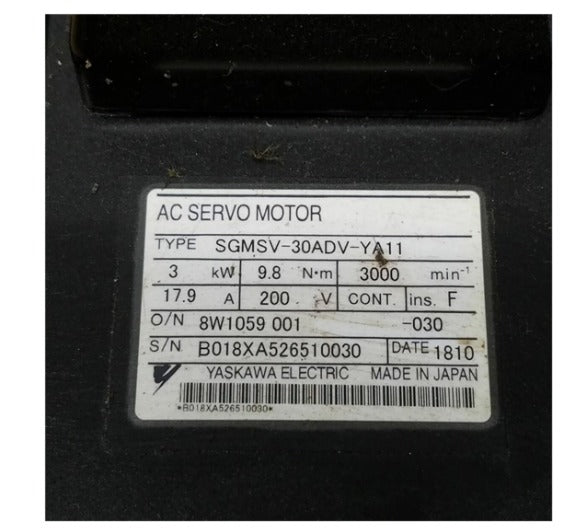 AC SERVO MOTOR
TYPE SGMSV-30ADV-YA11
3 kW 9.8 N·m 3000 min⁻¹
17.9 A 200 V CONT. ins. F
O/N 8W1059 001 -030
S/N B018XA526510030 DATE 1810
YASKAWA ELECTRIC MADE IN JAPAN
*B018XA526510030*